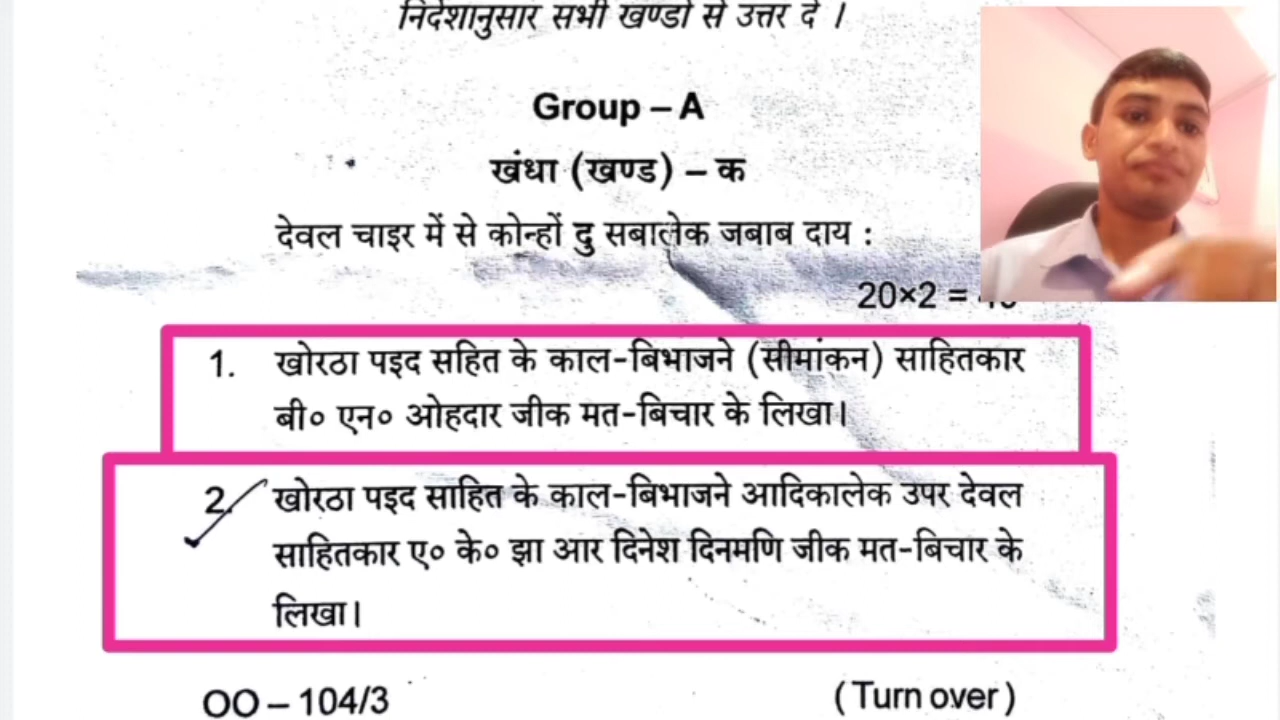 निर्देशानुसार सभी खण्डों से उत्तर दें ।
Group – A
खंधा (खण्ड) – क
देवल चाइर में से कोन्हों दु सबालेक जबाब दाय :
20×2 =
1. खोरठा पइद सहित के काल-बिभाजने (सीमांकन) साहितकार
बी० एन० ओहदार जीक मत-बिचार के लिखा।
2. खोरठा पइद साहित के काल-बिभाजने आदिकालेक उपर देवल
साहितकार ए० के० झा आर दिनेश दिनमणि जीक मत-बिचार के
लिखा।
OO – 104/3
(Turn over)